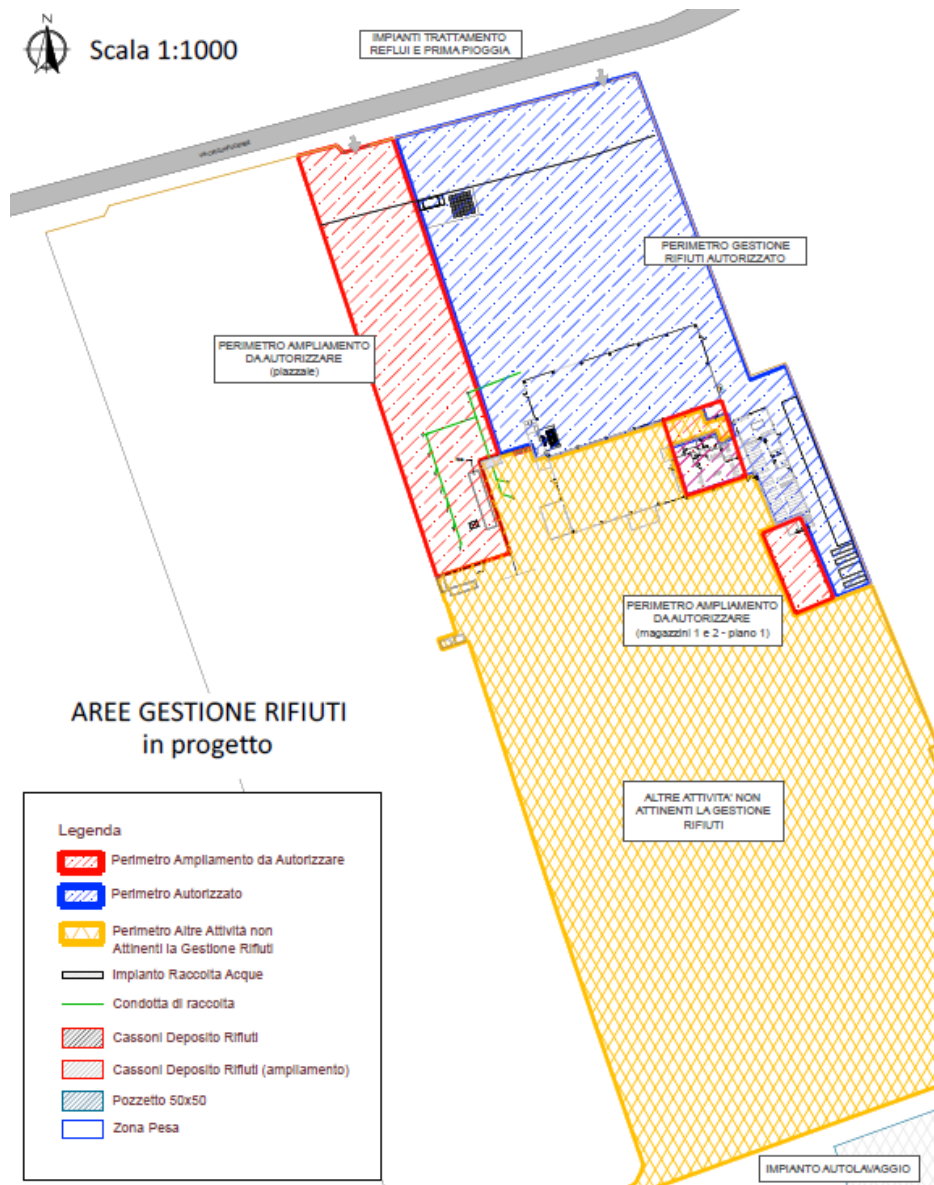 N
Scala 1:1000
IMPIANTI TRATTAMENTO
REFLUI E PRIMA PIOGGIA
PERIMETRO GESTIONE
RIFIUTI AUTORIZZATO
PERIMETRO AMPLIAMENTO
DA AUTORIZZARE
(piazzale)
PERIMETRO AMPLIAMENTO
DA AUTORIZZARE
(magazzini 1 e 2 - piano 1)
AREE GESTIONE RIFIUTI
in progetto
ALTRE ATTIVITA' NON
ATTINENTI LA GESTIONE
RIFIUTI
Legenda
Perimetro Ampliamento da Autorizzare
Perimetro Autorizzato
Perimetro Altre Attività non
Attinenti la Gestione Rifiuti
Impianto Raccolta Acque
Condotta di raccolta
Cassoni Deposito Rifiuti
Cassoni Deposito Rifiuti (ampliamento)
Pozzetto 50x50
Zona Pesa
IMPIANTO AUTOLAVAGGIO